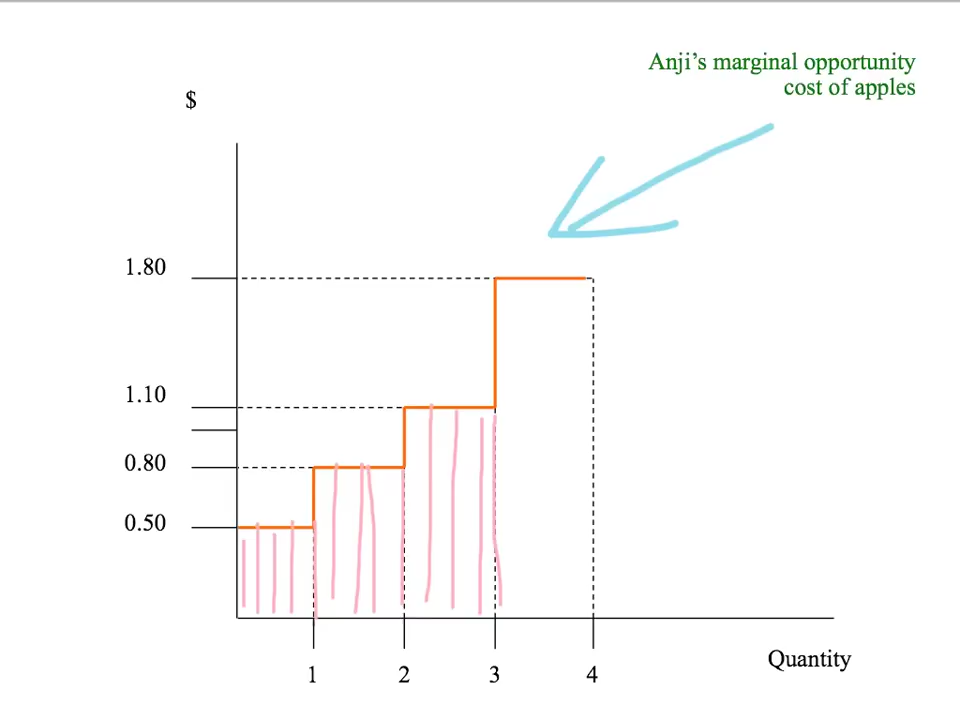 Anji’s marginal opportunity
cost of apples
$
1.80
1.10
0.80
0.50
1 2 3 4
Quantity